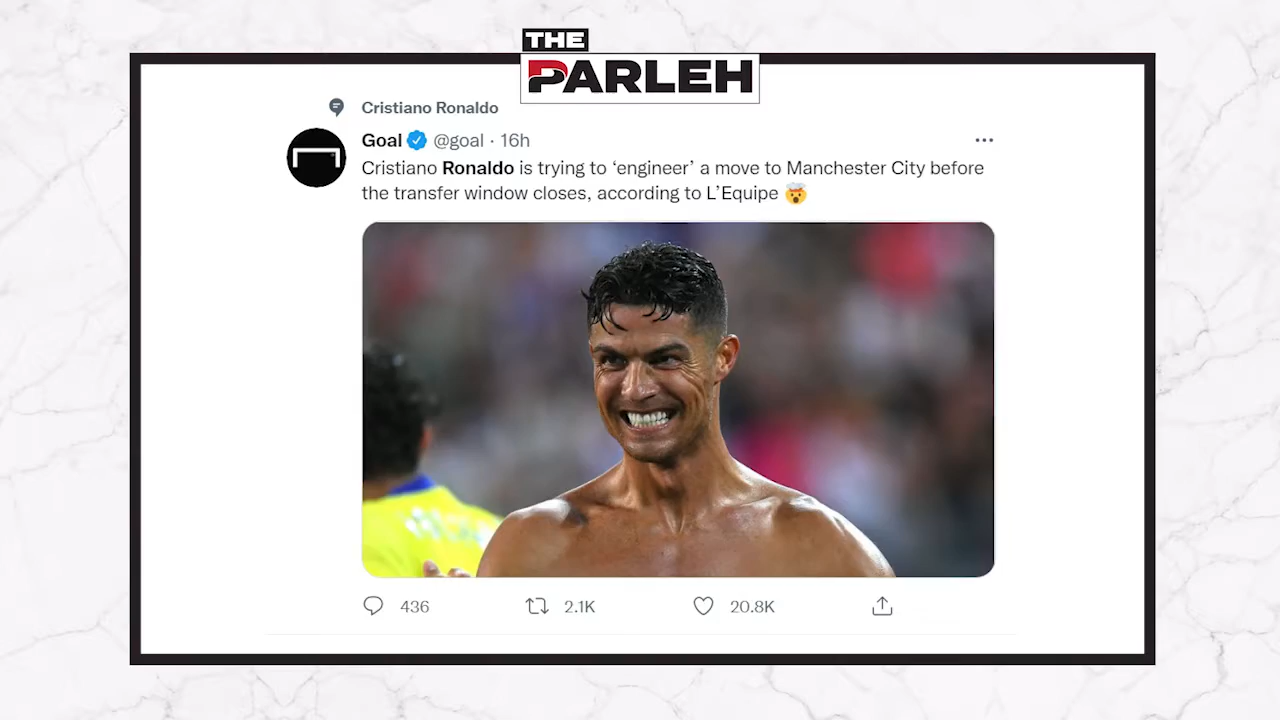 THE
PARLEH
Cristiano Ronaldo
Goal @goal · 16h
Cristiano Ronaldo is trying to ‘engineer’ a move to Manchester City before
the transfer window closes, according to L’Equipe 🤯
436 2.1K 20.8K